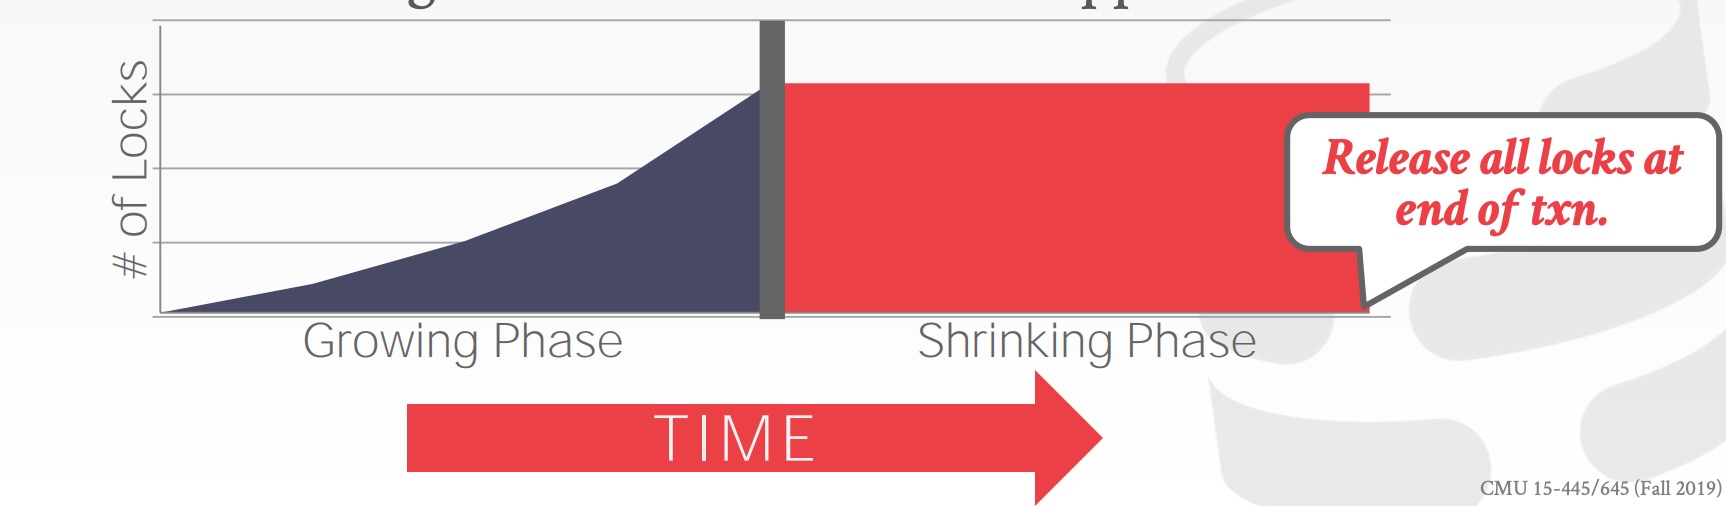 # of Locks
Release all locks at
end of txn.
Growing Phase
Shrinking Phase
TIME
CMU 15-445/645 (Fall 2019)